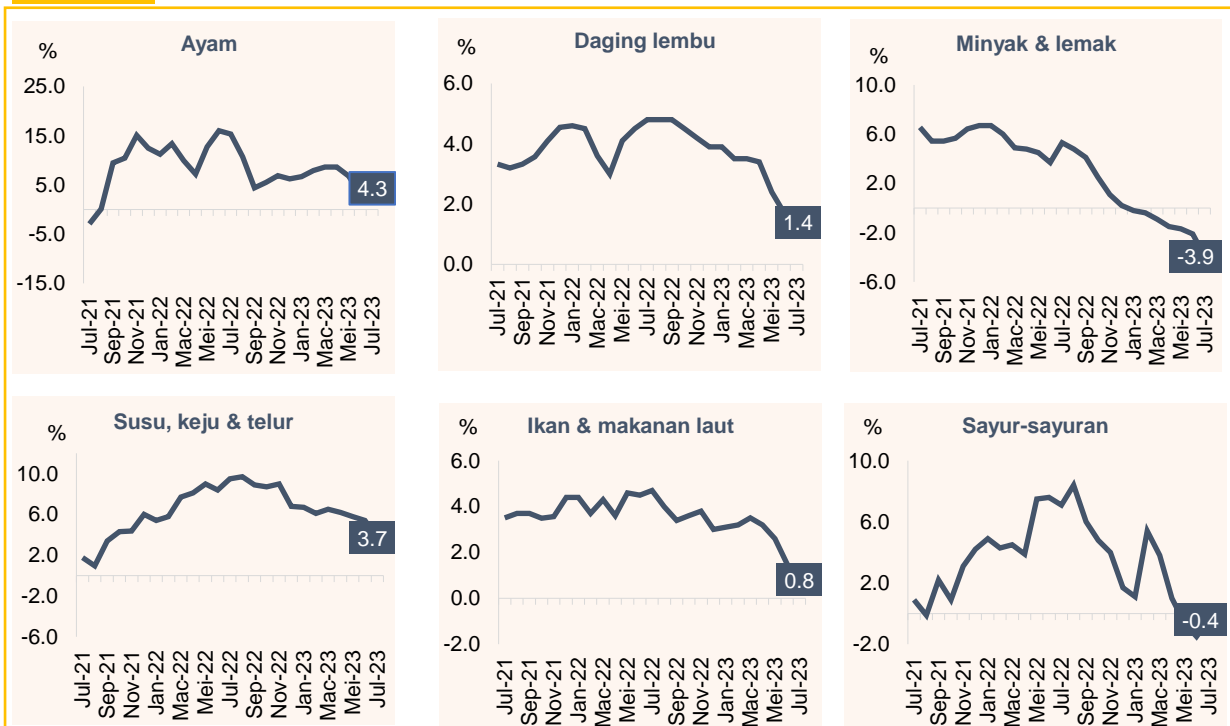 Ayam
%
25.0
15.0
5.0
-5.0
-15.0
4.3
Jul-21
Sep-21
Nov-21
Jan-22
Mac-22
Mei-22
Jul-22
Sep-22
Nov-22
Jan-23
Mac-23
Mei-23
Jul-23
Daging lembu
%
6.0
4.0
2.0
0.0
1.4
Jul-21
Sep-21
Nov-21
Jan-22
Mac-22
Mei-22
Jul-22
Sep-22
Nov-22
Jan-23
Mac-23
Mei-23
Jul-23
Minyak & lemak
%
10.0
6.0
2.0
-2.0
-6.0
-3.9
Jul-21
Sep-21
Nov-21
Jan-22
Mac-22
Mei-22
Jul-22
Sep-22
Nov-22
Jan-23
Mac-23
Mei-23
Jul-23
Susu, keju & telur
%
10.0
6.0
2.0
-2.0
-6.0
3.7
Jul-21
Sep-21
Nov-21
Jan-22
Mac-22
Mei-22
Jul-22
Sep-22
Nov-22
Jan-23
Mac-23
Mei-23
Jul-23
Ikan & makanan laut
%
6.0
4.0
2.0
0.0
-2.0
0.8
Jul-21
Sep-21
Nov-21
Jan-22
Mac-22
Mei-22
Jul-22
Sep-22
Nov-22
Jan-23
Mac-23
Mei-23
Jul-23
Sayur-sayuran
%
10.0
6.0
2.0
-2.0
-0.4
Jul-21
Sep-21
Nov-21
Jan-22
Mac-22
Mei-22
Jul-22
Sep-22
Nov-22
Jan-23
Mac-23
Mei-23
Jul-23